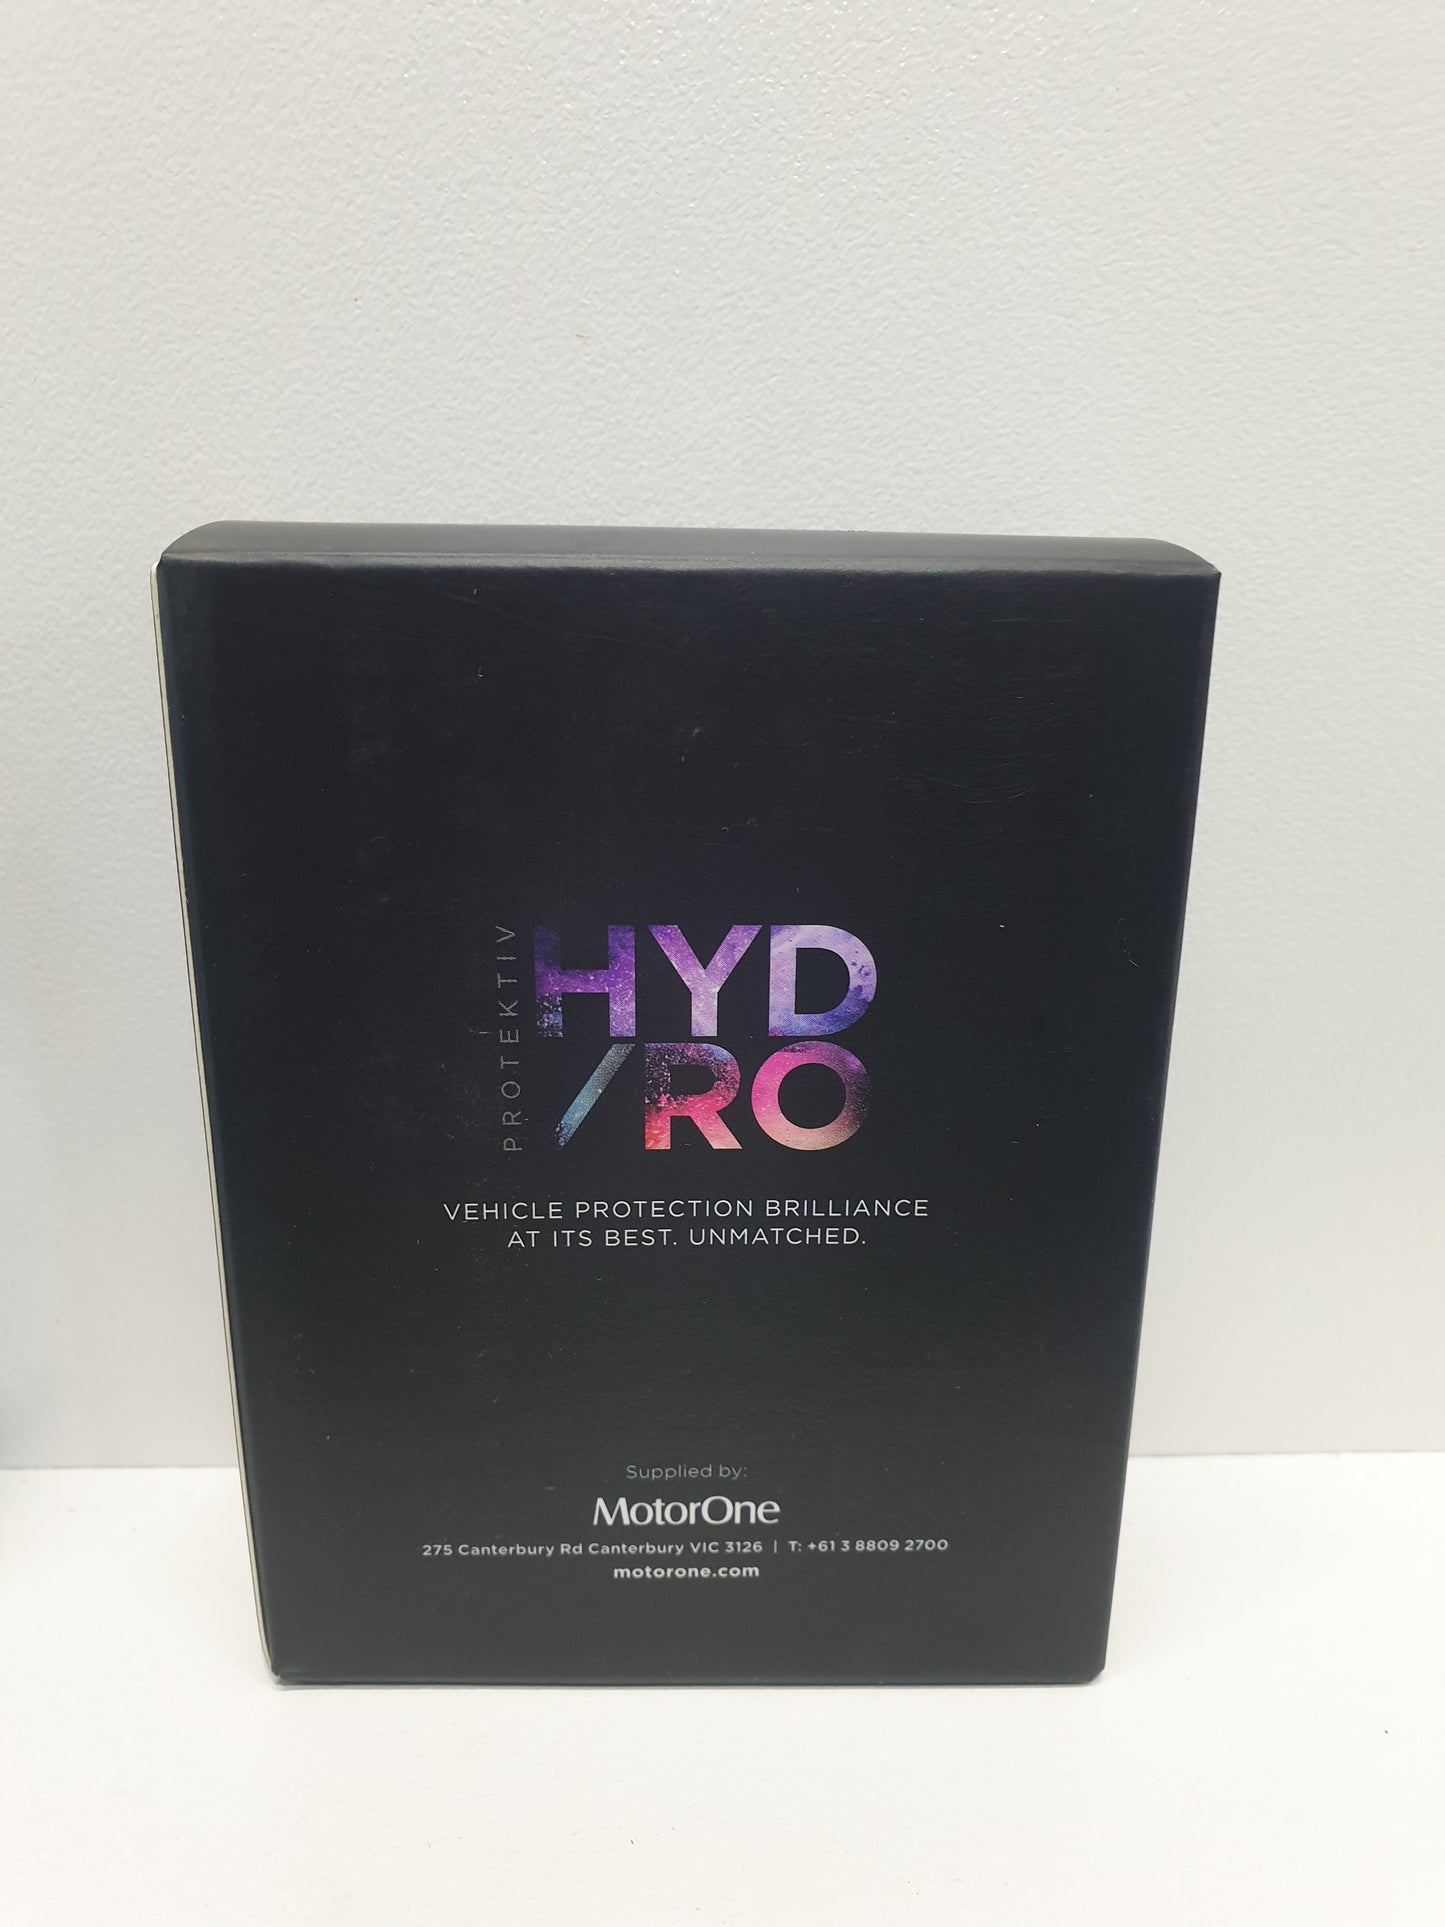 PROTEKTIV
HYD
/RO
VEHICLE PROTECTION BRILLIANCE
AT ITS BEST. UNMATCHED.
Supplied by:
MotorOne
275 Canterbury Rd Canterbury VIC 3126 | T: +61 3 8809 2700
motorone.com